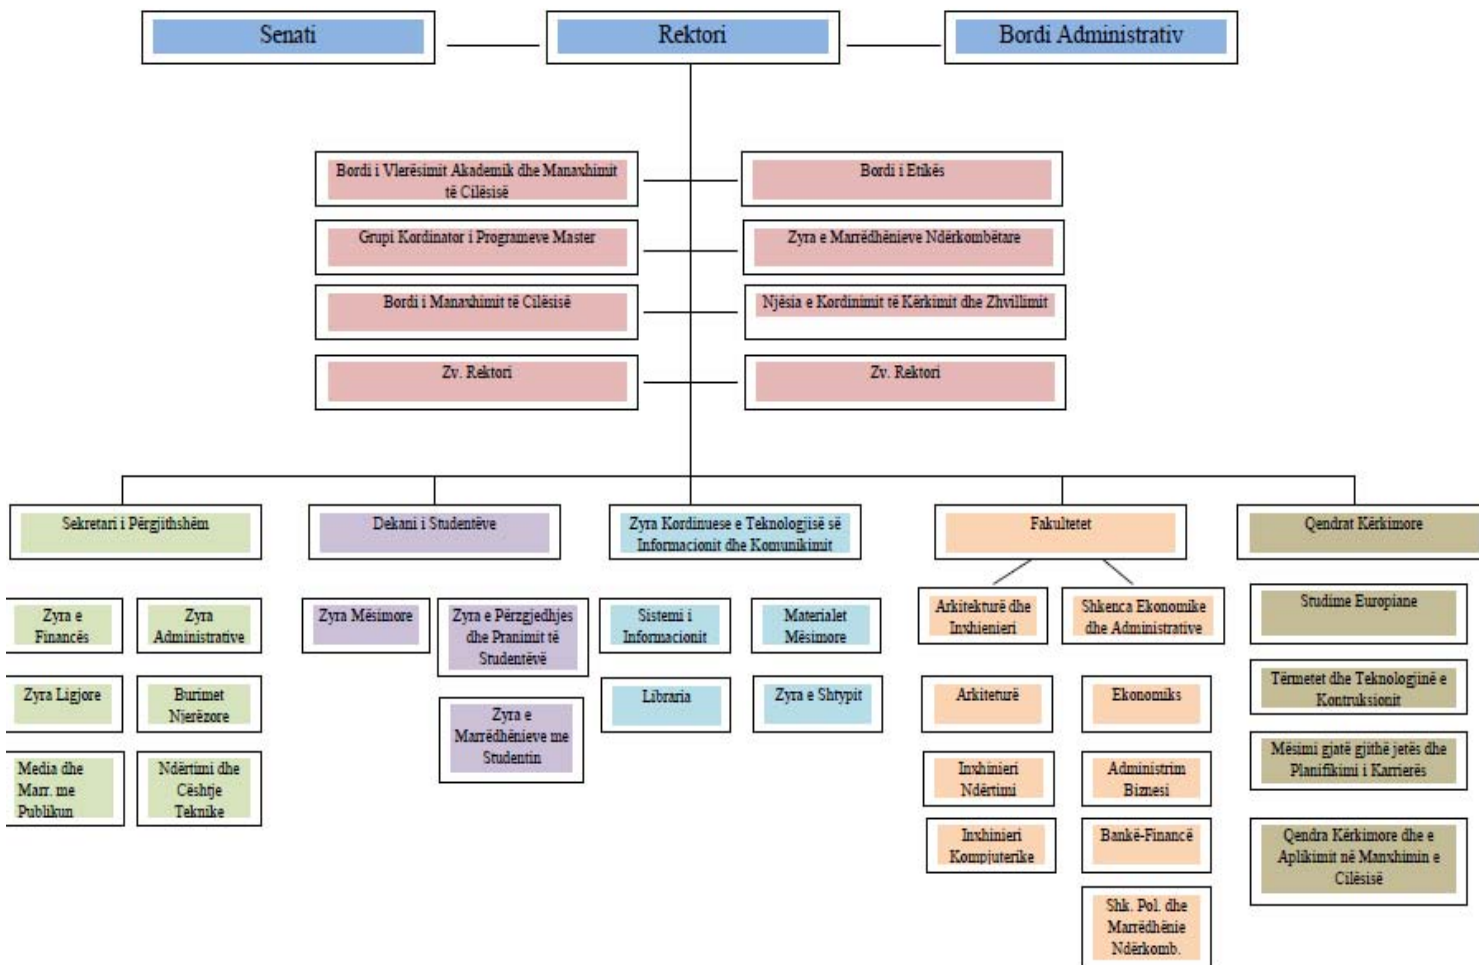 Senati
Rektori
Bordi Administrativ
Bordi i Vlerësimit Akademik dhe Manaxhimit
të Cilësisë
Bordi i Etikës
Grupi Kordinator i Programeve Master
Zyra e Marrëdhënieve Ndërkombëtare
Bordi i Manaxhimit të Cilësisë
Njësia e Kordinimit të Kërkimit dhe Zhvillimit
Zv. Rektori
Zv. Rektori
Sekretari i Përgjithshëm
Dekani i Studentëve
Zyra Kordinuese e Teknologjisë së
Informacionit dhe Komunikimit
Fakultetet
Qendrat Kërkimore
Zyra e
Financës
Zyra
Administrative
Zyra Ligjore
Burimet
Njerëzore
Media dhe
Marr. me
Publikun
Ndërtimi dhe
Cështje
Teknike
Zyra Mësimore
Zyra e Përzgjedhjes
dhe Pranimit të
Studentëvë
Zyra e
Marrëdhënieve me
Studentin
Sistemi i
Informacionit
Materialet
Mësimore
Libraria
Zyra e Shtypit
Arkitekturë dhe
Inxhienieri
Shkenca Ekonomike
dhe Administrative
Arkiteturë
Ekonomiks
Inxhinieri
Ndërtimi
Administrim
Biznesi
Inxhinieri
Kompjuterike
Bankë-Financë
Shk. Pol. dhe
Marrëdhënie
Ndërkomb.
Studime Europiane
Tërmetet dhe Teknologjinë e
Kontruksionit
Mësimi gjatë gjithë jetës dhe
Planifikimi i Karrierës
Qendra Kërkimore dhe e
Aplikimit në Manxhimin e
Cilësisë